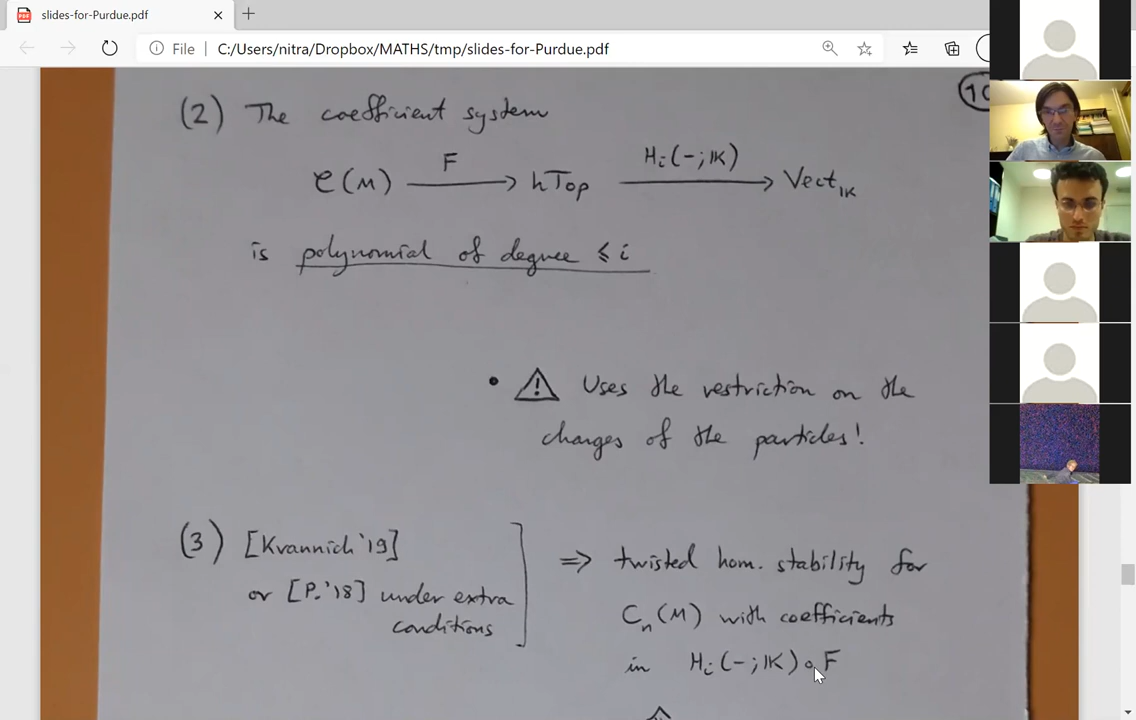 slides-for-Purdue.pdf
File | C:/Users/nitra/Dropbox/MATHS/tmp/slides-for-Purdue.pdf
(2) The coefficient system
C(M) —F→ hTop —Hi(-;K)→ VectK
is polynomial of degree ≤ i
• ⚠ Uses the restriction on the
charges of the particles!
(3) [Krannich '19]
or [P. '18] under extra
conditions
⇒ twisted hom. stability for
Cn(M) with coefficients
in Hi(-;K)∘F